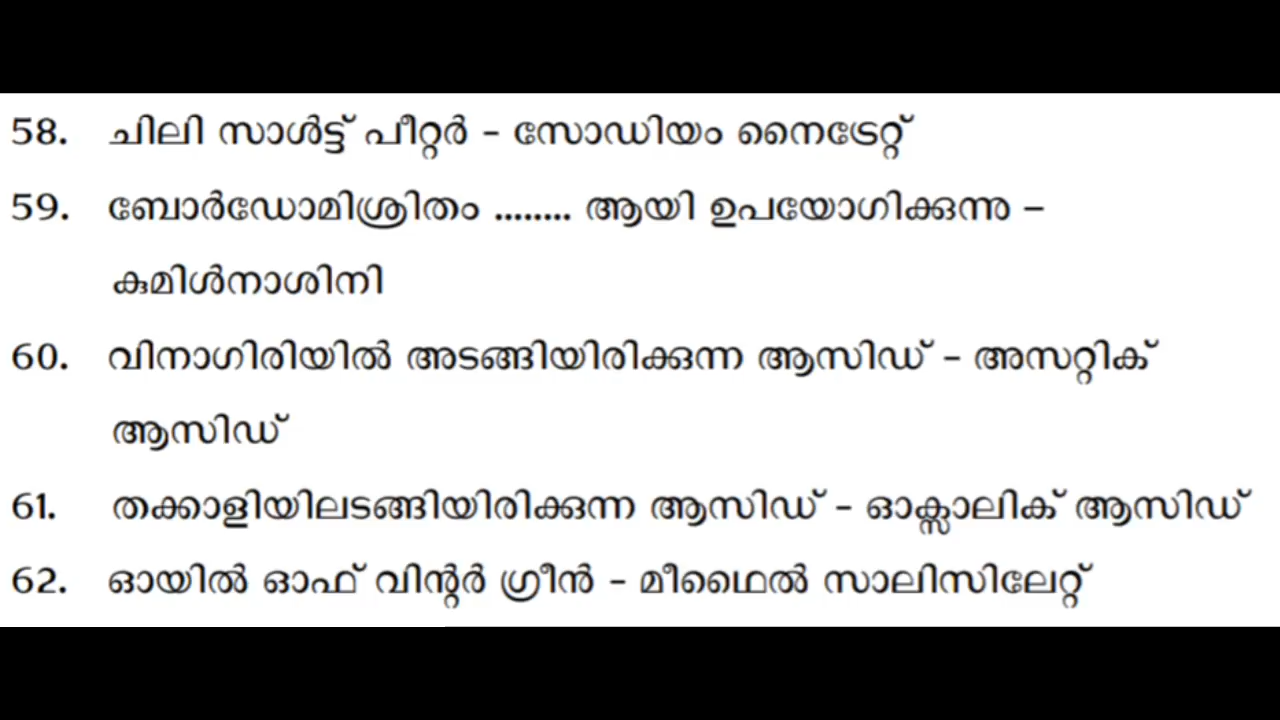 58. ചിലി സാൾട്ട് പീറ്റർ - സോഡിയം നൈട്രേറ്റ്
59. ബോർഡോമിശ്രിതം ........ ആയി ഉപയോഗിക്കുന്നു –
കുമിൾനാശിനി
60. വിനാഗിരിയിൽ അടങ്ങിയിരിക്കുന്ന ആസിഡ് - അസറ്റിക്
ആസിഡ്
61. തക്കാളിയിലടങ്ങിയിരിക്കുന്ന ആസിഡ് - ഓക്സാലിക് ആസിഡ്
62. ഓയിൽ ഓഫ് വിന്റർ ഗ്രീൻ - മീഥൈൽ സാലിസിലേറ്റ്